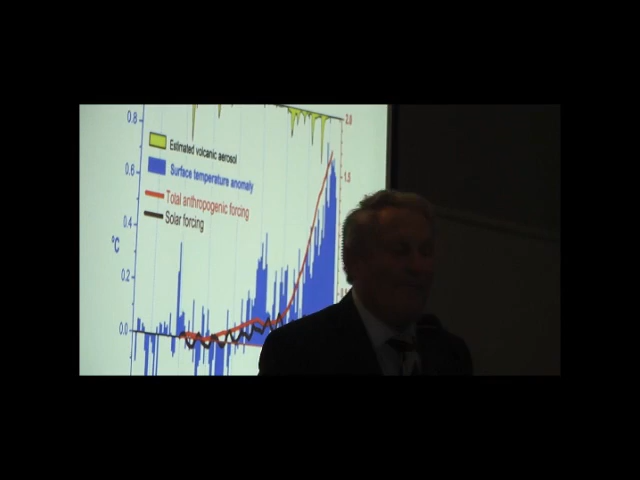 0.8
2.0
Estimated volcanic aerosol
0.6
Surface temperature anomaly
1.5
Total anthropogenic forcing
0.4
Solar forcing
°C
0.2
0.0